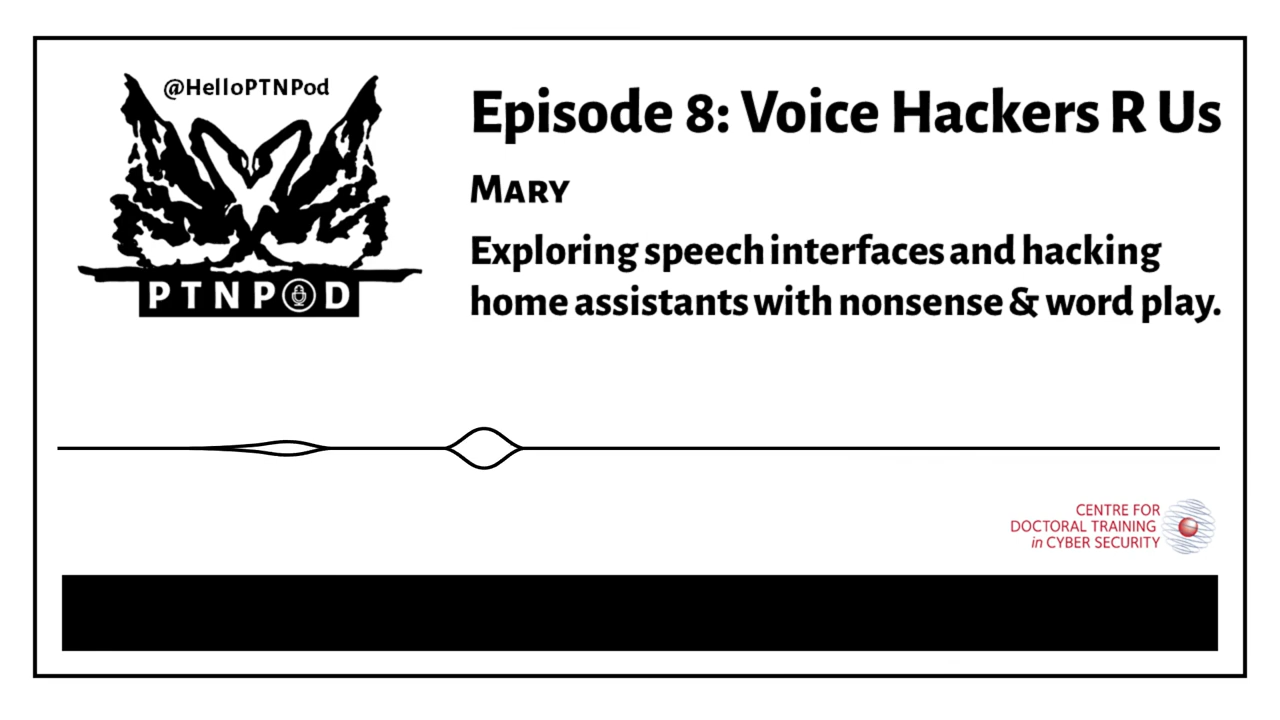 @HelloPTNPod
PTNPOD
Episode 8: Voice Hackers R Us
Mary
Exploring speech interfaces and hacking
home assistants with nonsense & word play.
CENTRE FOR
DOCTORAL TRAINING
in CYBER SECURITY